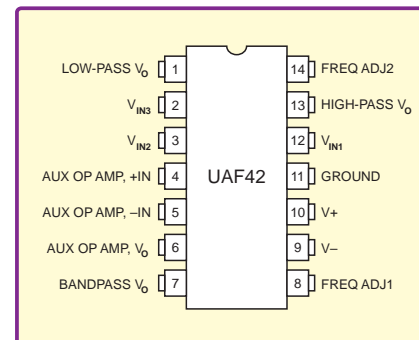 LOW-PASS VO 1 14 FREQ ADJ2
VIN3 2 13 HIGH-PASS VO
VIN2 3 12 VIN1
AUX OP AMP, +IN 4 UAF42 11 GROUND
AUX OP AMP, –IN 5 10 V+
AUX OP AMP, VO 6 9 V–
BANDPASS VO 7 8 FREQ ADJ1